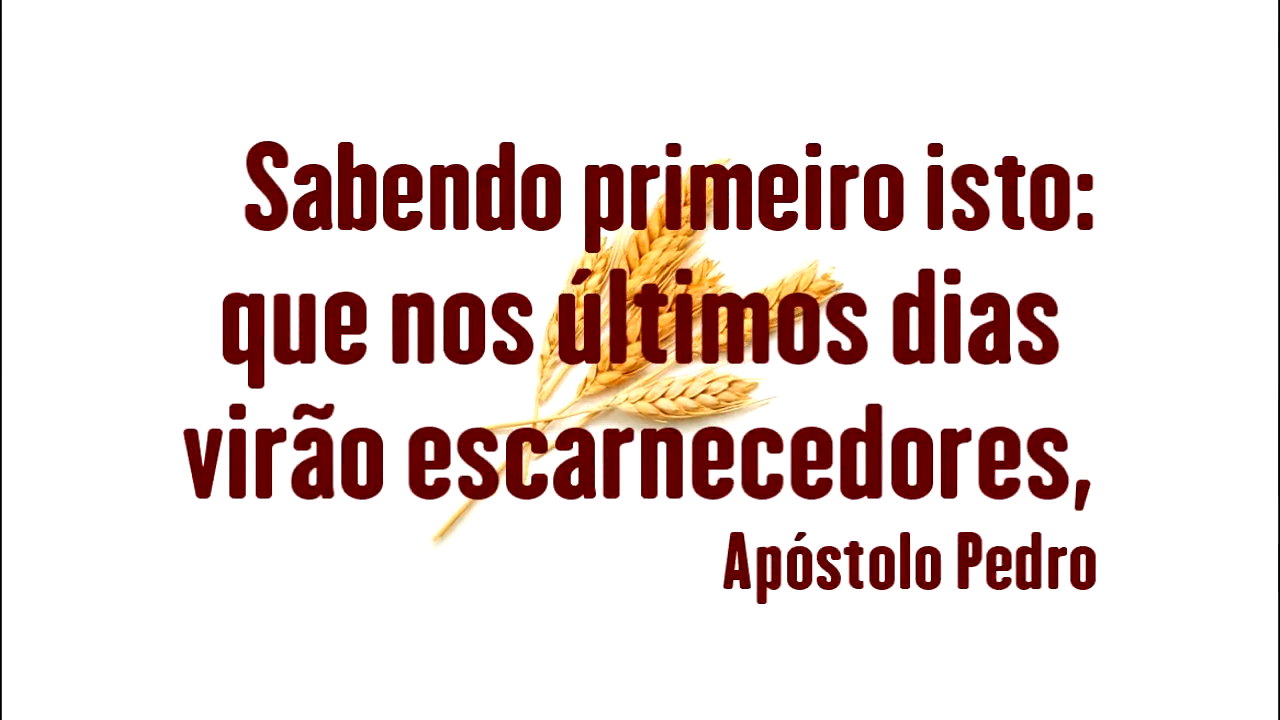 Sabendo primeiro isto:
que nos últimos dias
virão escarnecedores,
Apóstolo Pedro